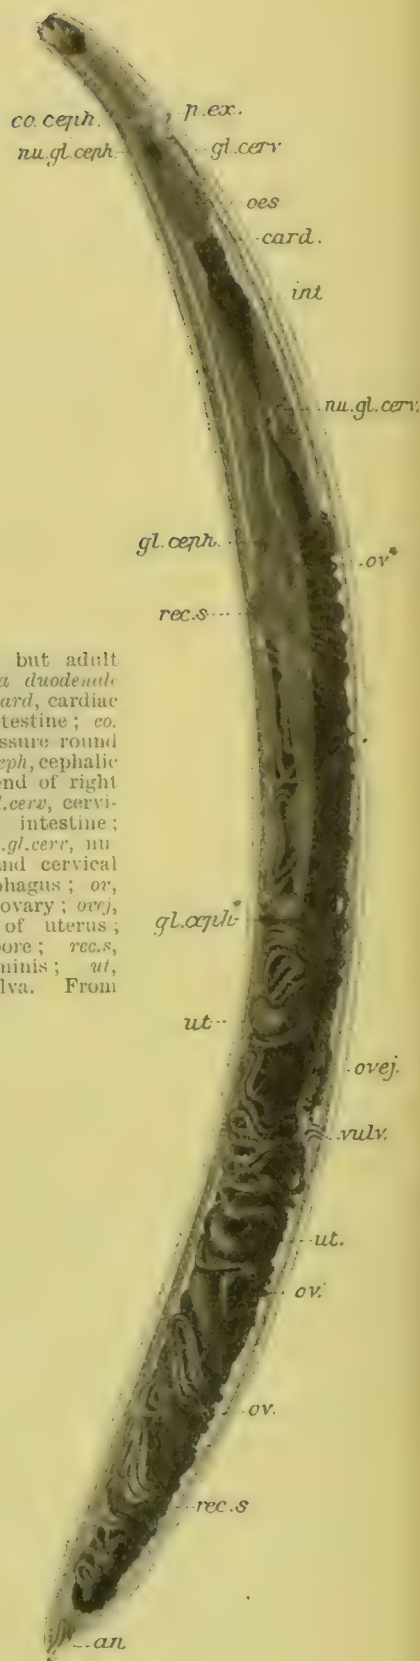 co. ceph.
p.ex.
nu.gl.ceph.
gl.cerv
oes
card.
int
nu.gl.cerv.
gl.ceph.
ov*
rec.s
but adult
a duodenale
card, cardiac
testine; co.
ssure round
eph, cephalic
end of right
l.cerv, cervi-
intestine;
.gl.cerv, nu
and cervical
phagus; ov,
ovary; ovej,
of uterus;
pore; rec.s,
minis; ut,
lva. From
gl.ceph*
ut
ovej.
vulv.
ut.
ov.
ov.
rec.s
an